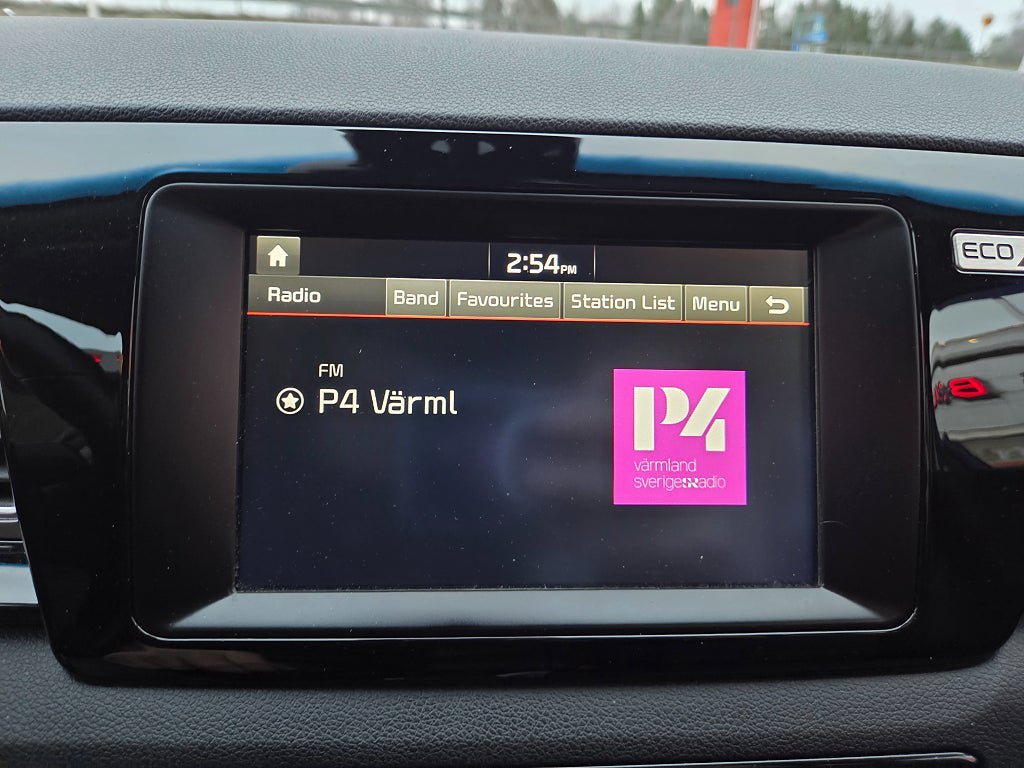 2:54PM
Radio Band Favourites Station List Menu
FM
P4 Värml
P4
värmland
sverigesRadio
ECO